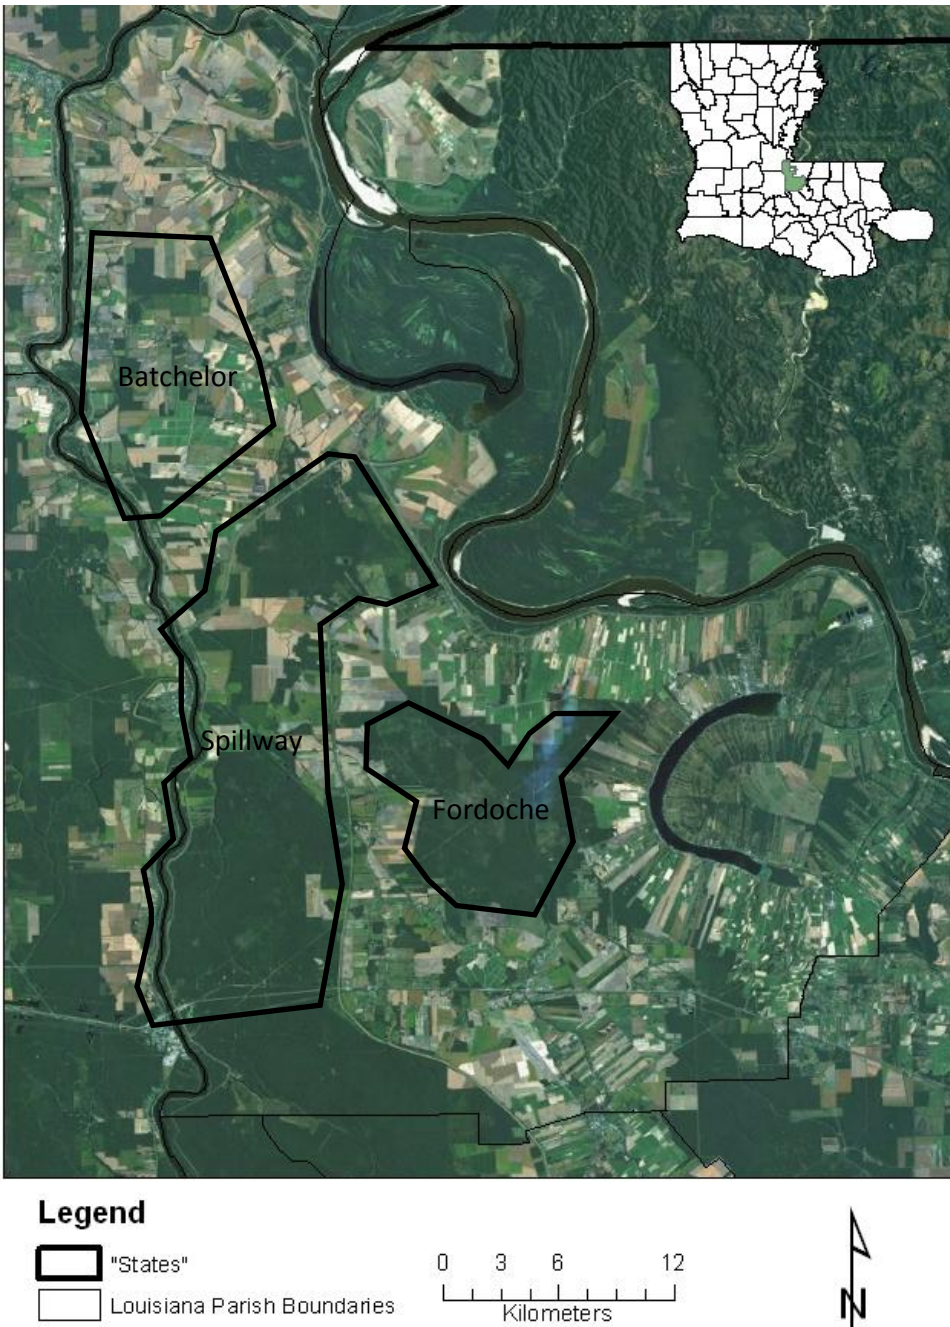 Batchelor
Spillway
Fordoche
Legend
"States"
Louisiana Parish Boundaries
0 3 6 12
Kilometers
N